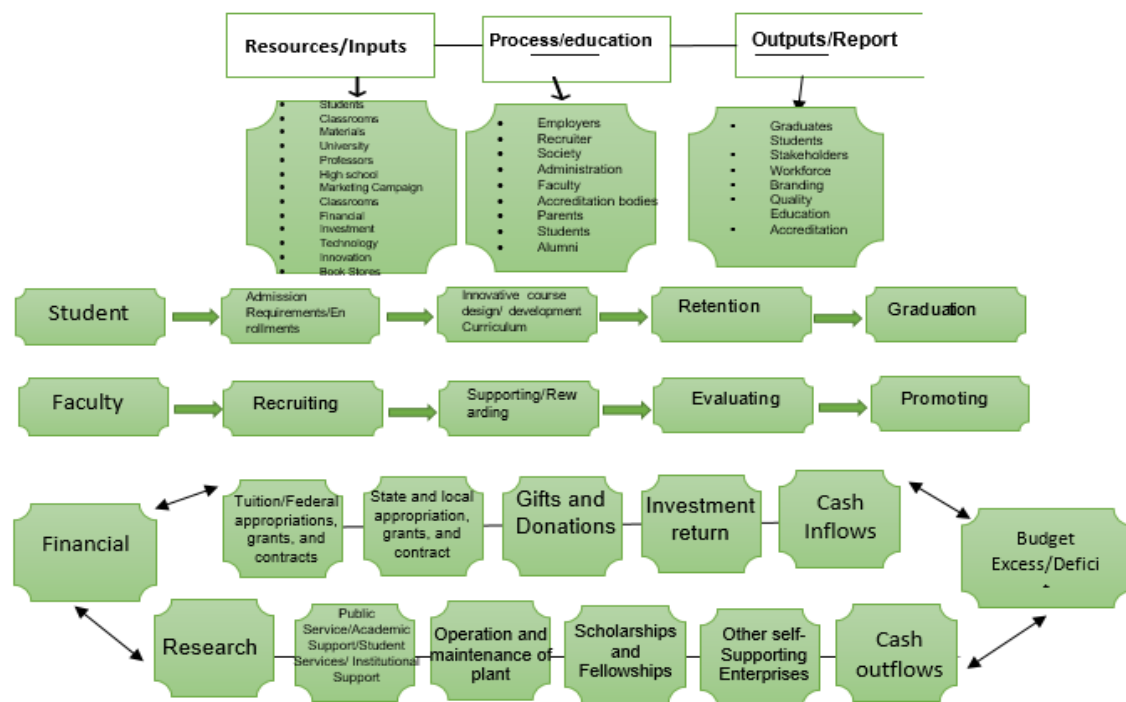 Resources/Inputs
Process/education
Outputs/Report
Students
Classrooms
Materials
University
Professors
High school
Marketing Campaign
Classrooms
Financial
Investment
Technology
Innovation
Book Stores
Employers
Recruiter
Society
Administration
Faculty
Accreditation bodies
Parents
Students
Alumni
Graduates
Students
Stakeholders
Workforce
Branding
Quality
Education
Accreditation
Student
Admission
Requirements/En
rollments
Innovative course
design/ development
Curriculum
Retention
Graduation
Faculty
Recruiting
Supporting/Rew
arding
Evaluating
Promoting
Financial
Tuition/Federal
appropriations,
grants, and
contracts
State and local
appropriation,
grants, and
contract
Gifts and
Donations
Investment
return
Cash
Inflows
Budget
Excess/Defici
Research
Public
Service/Academic
Support/Student
Services/ Institutional
Support
Operation and
maintenance of
plant
Scholarships
and
Fellowships
Other self-
Supporting
Enterprises
Cash
outflows